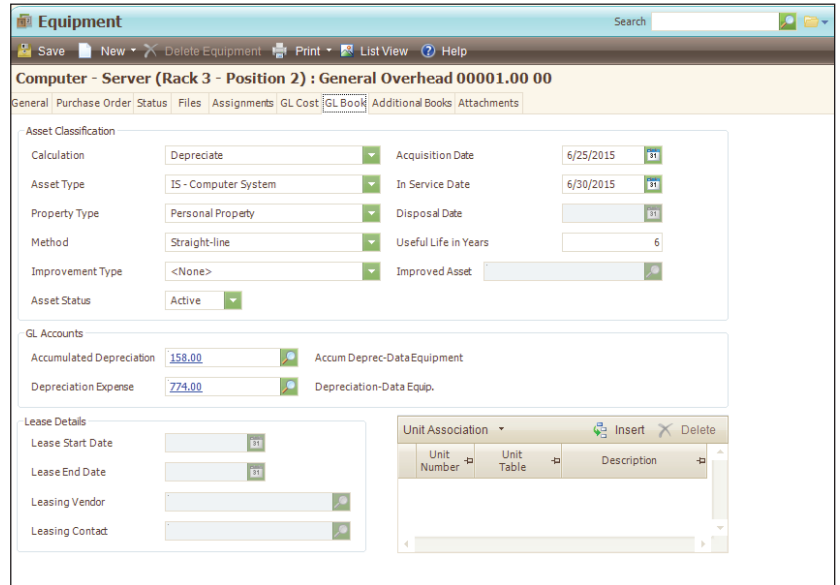 Equipment Search
Save New Delete Equipment Print List View Help
Computer - Server (Rack 3 - Position 2) : General Overhead 00001.00 00
General Purchase Order Status Files Assignments GL Cost GL Book Additional Books Attachments
Asset Classification
Calculation Depreciate Acquisition Date 6/25/2015 31
Asset Type IS - Computer System In Service Date 6/30/2015 31
Property Type Personal Property Disposal Date 31
Method Straight-line Useful Life in Years 6
Improvement Type <None> Improved Asset
Asset Status Active
GL Accounts
Accumulated Depreciation 158.00 Accum Deprec-Data Equipment
Depreciation Expense 774.00 Depreciation-Data Equip.
Lease Details
Lease Start Date 31
Lease End Date 31
Leasing Vendor
Leasing Contact
Unit Association Insert Delete
Unit Number Unit Table Description